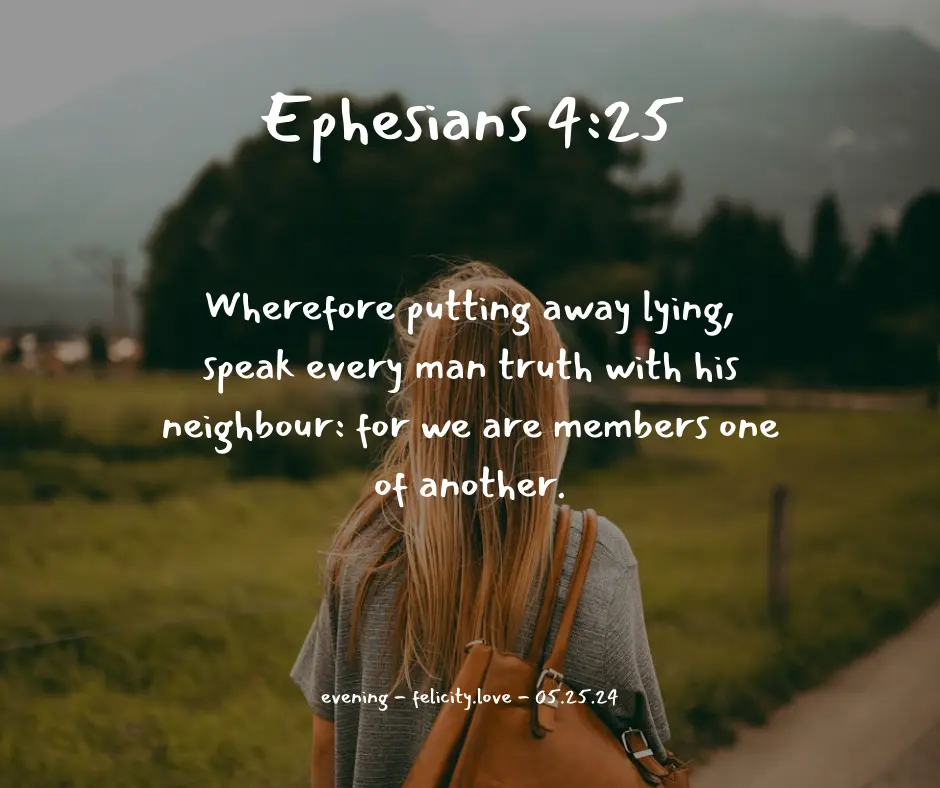 Ephesians 4:25
Wherefore putting away lying,
speak every man truth with his
neighbour: for we are members one
of another.
evening - felicity.love - 05.25.24